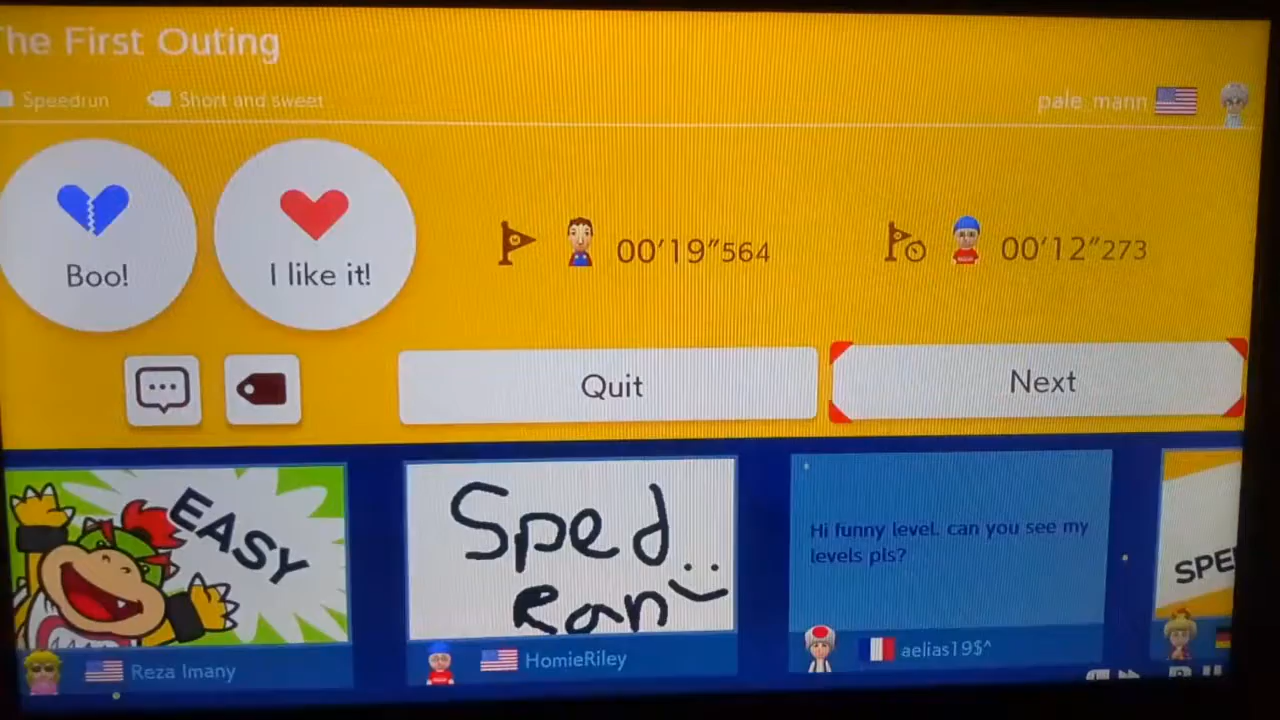 he First Outing
Speedrun Short and sweet pale mann
Boo! I like it! 00'19"564 00'12"273
Quit Next
EASY
Sped
Ran
Hi funny level. can you see my
levels pls?
SPE
Reza Imany HomieRiley aelias19$^